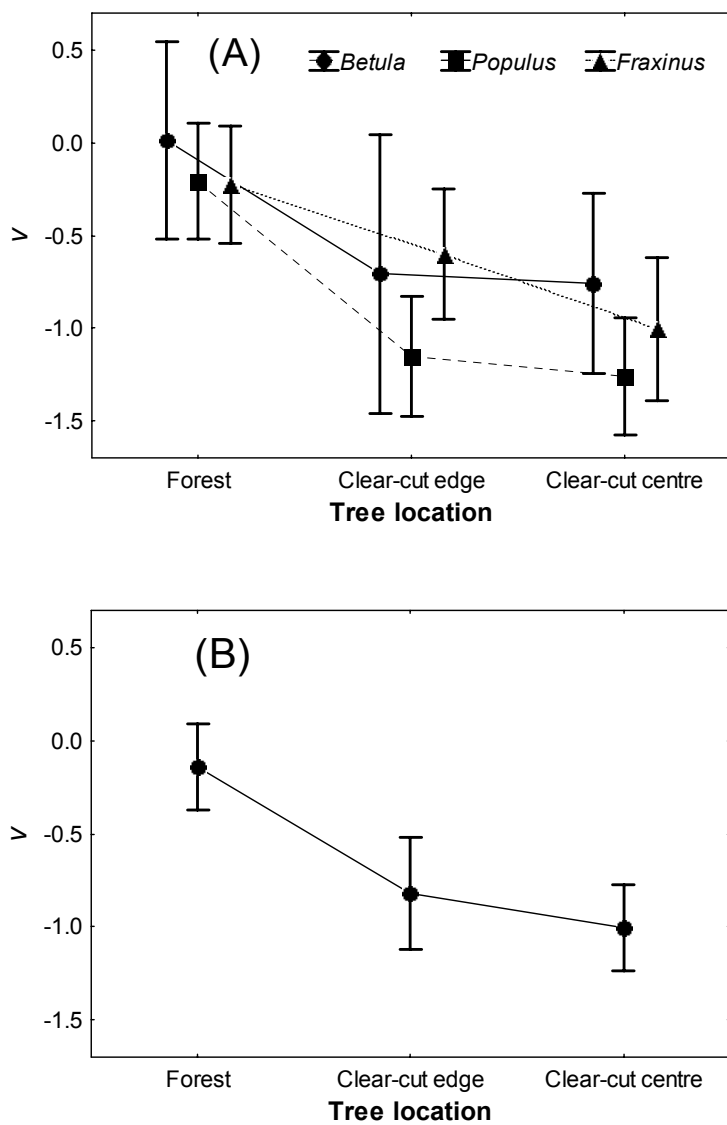 (A)
Betula Populus Fraxinus
0.5
0.0
-0.5
-1.0
-1.5
v
Forest Clear-cut edge Clear-cut centre
Tree location
(B)
0.5
0.0
-0.5
-1.0
-1.5
v
Forest Clear-cut edge Clear-cut centre
Tree location